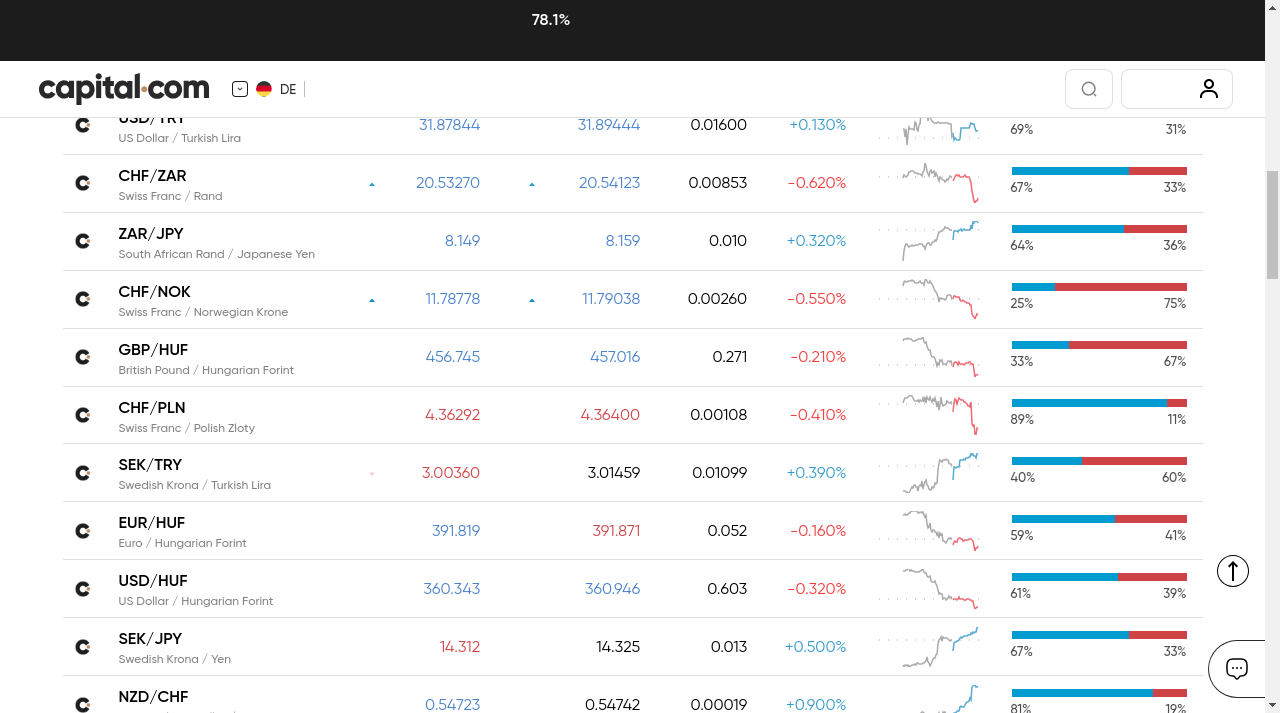 78.1%
capital.com
DE
USD/TRY
US Dollar / Turkish Lira
31.87844
31.89444
0.01600
+0.130%
69%
31%
CHF/ZAR
Swiss Franc / Rand
20.53270
20.54123
0.00853
-0.620%
67%
33%
ZAR/JPY
South African Rand / Japanese Yen
8.149
8.159
0.010
+0.320%
64%
36%
CHF/NOK
Swiss Franc / Norwegian Krone
11.78778
11.79038
0.00260
-0.550%
25%
75%
GBP/HUF
British Pound / Hungarian Forint
456.745
457.016
0.271
-0.210%
33%
67%
CHF/PLN
Swiss Franc / Polish Zloty
4.36292
4.36400
0.00108
-0.410%
89%
11%
SEK/TRY
Swedish Krona / Turkish Lira
3.00360
3.01459
0.01099
+0.390%
40%
60%
EUR/HUF
Euro / Hungarian Forint
391.819
391.871
0.052
-0.160%
59%
41%
USD/HUF
US Dollar / Hungarian Forint
360.343
360.946
0.603
-0.320%
61%
39%
SEK/JPY
Swedish Krona / Yen
14.312
14.325
0.013
+0.500%
67%
33%
NZD/CHF
0.54723
0.54742
0.00019
+0.900%
81%
19%